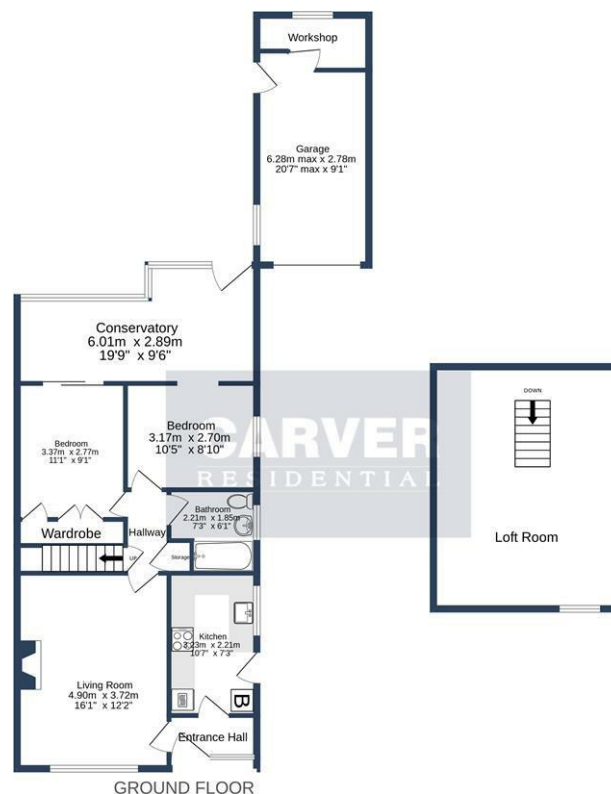 Workshop
Garage
6.28m max x 2.78m
20'7" max x 9'1"
Conservatory
6.01m x 2.89m
19'9" x 9'6"
Bedroom
3.37m x 2.77m
11'1" x 9'1"
Bedroom
3.17m x 2.70m
10'5" x 8'10"
CARVER
RESIDENTIAL
DOWN
Loft Room
Bathroom
2.21m x 1.85m
7'3" x 6'1"
Wardrobe
Hallway
UP
Storage
Kitchen
3.23m x 2.21m
10'7" x 7'3"
Living Room
4.90m x 3.72m
16'1" x 12'2"
B
Entrance Hall
GROUND FLOOR